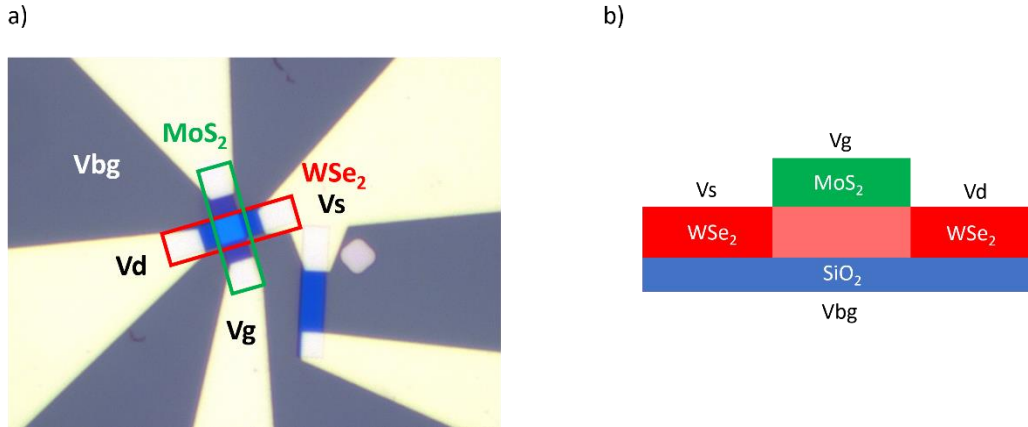 a)
b)
MoS₂
Vbg
WSe₂
Vs
Vd
Vg
Vg
MoS₂
Vs
Vd
WSe₂
WSe₂
SiO₂
Vbg